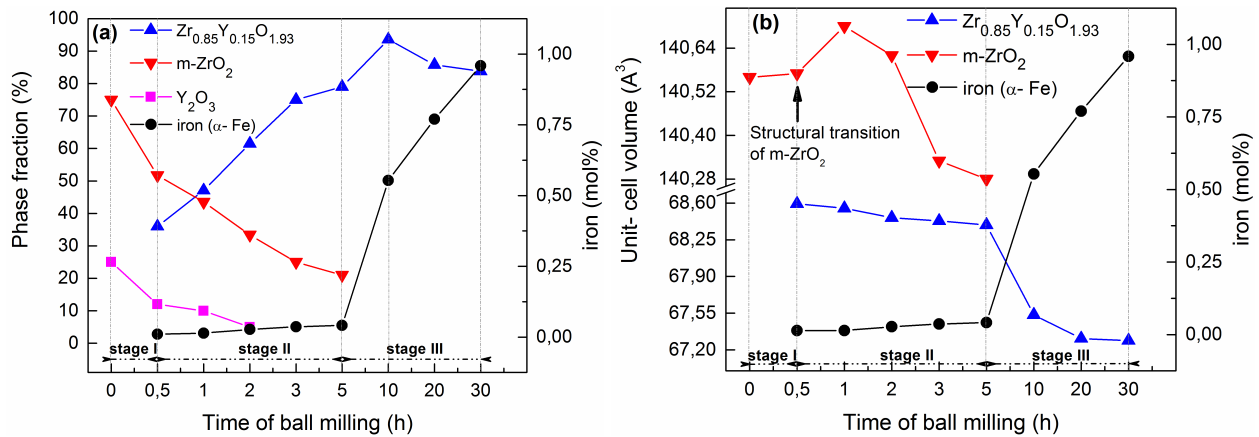 (a)
Zr0.85Y0.15O1.93
m-ZrO2
Y2O3
iron (α- Fe)
Phase fraction (%)
100
90
80
70
60
50
40
30
20
10
0
iron (mol%)
1,00
0,75
0,50
0,25
0,00
stage I
stage II
stage III
0
0,5
1
2
3
5
10
20
30
Time of ball milling (h)
(b)
Zr0.85Y0.15O1.93
m-ZrO2
iron (α- Fe)
Structural transition
of m-ZrO2
Unit- cell volume (A3)
140,64
140,52
140,40
140,28
68,60
68,25
67,90
67,55
67,20
iron (mol%)
1,00
0,75
0,50
0,25
0,00
stage I
stage II
stage III
0
0,5
1
2
3
5
10
20
30
Time of ball milling (h)